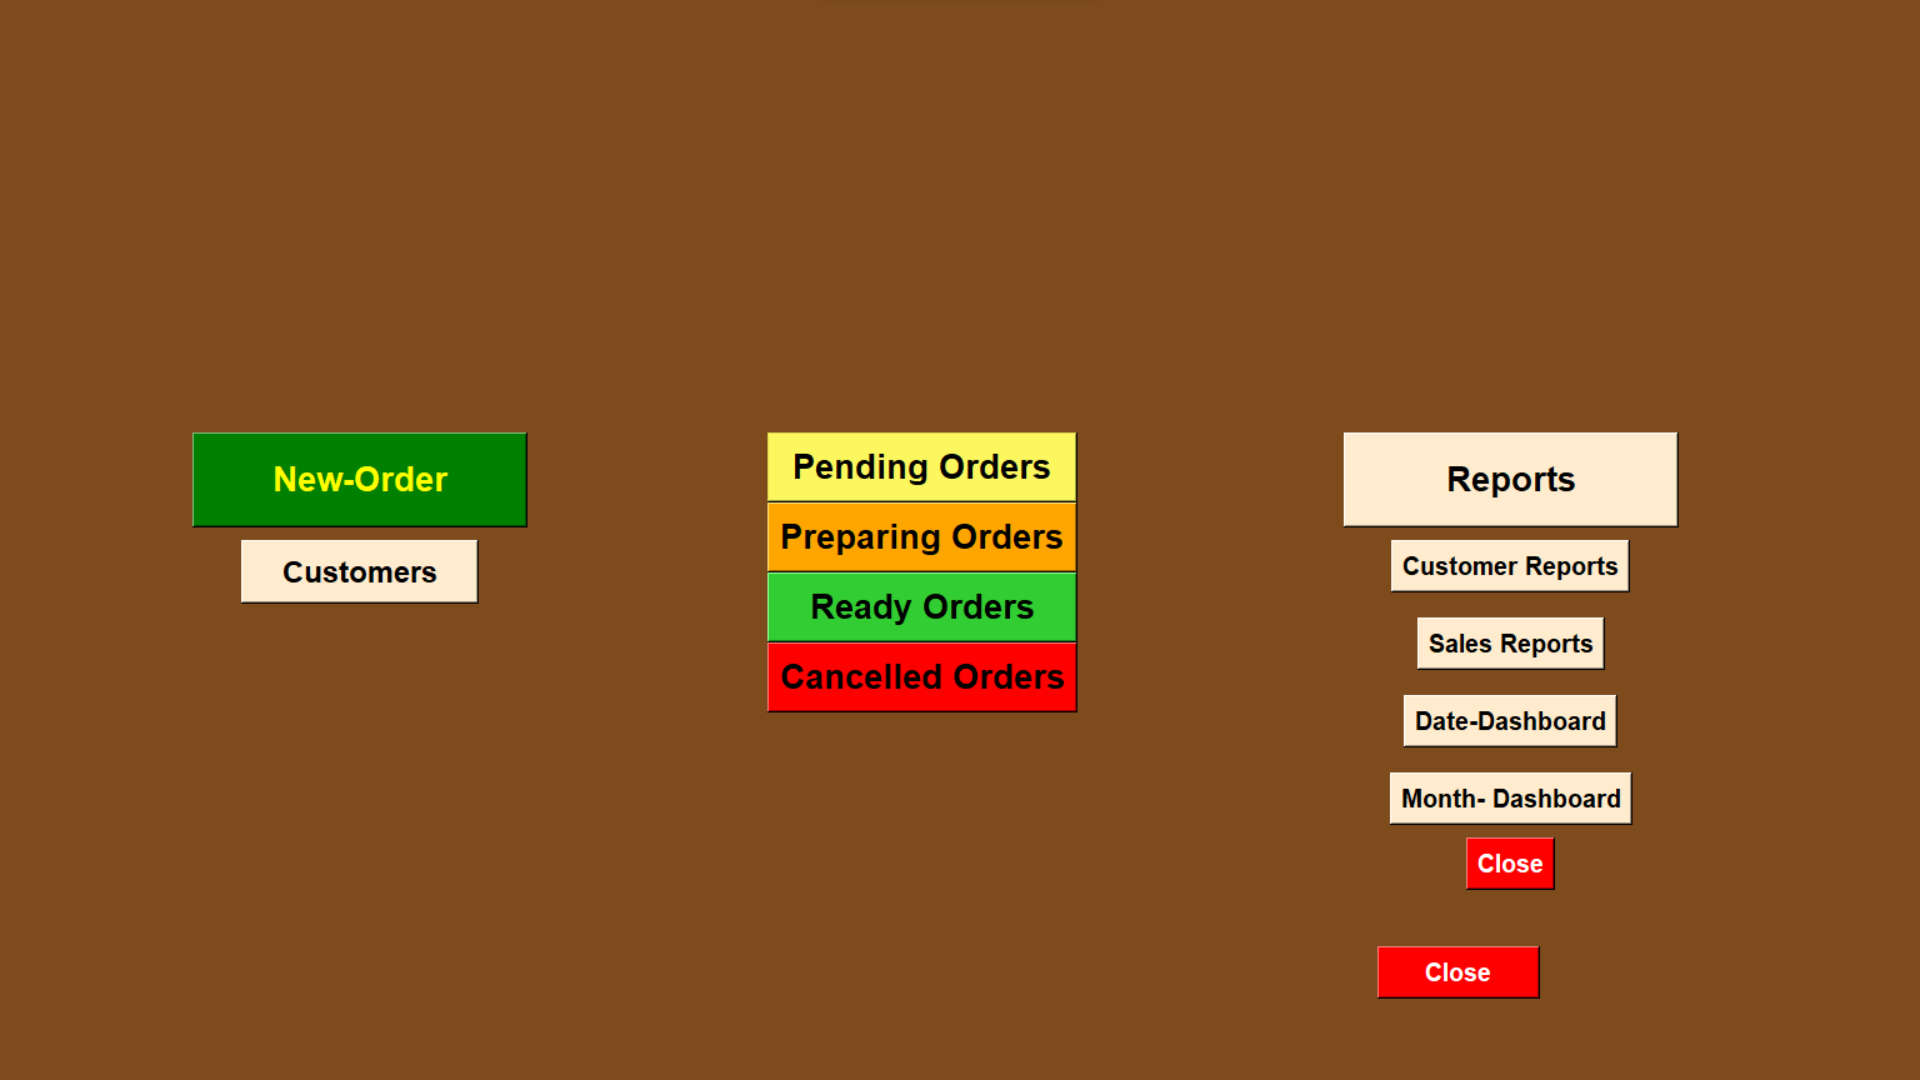 New-Order
Customers
Pending Orders
Preparing Orders
Ready Orders
Cancelled Orders
Reports
Customer Reports
Sales Reports
Date-Dashboard
Month- Dashboard
Close
Close